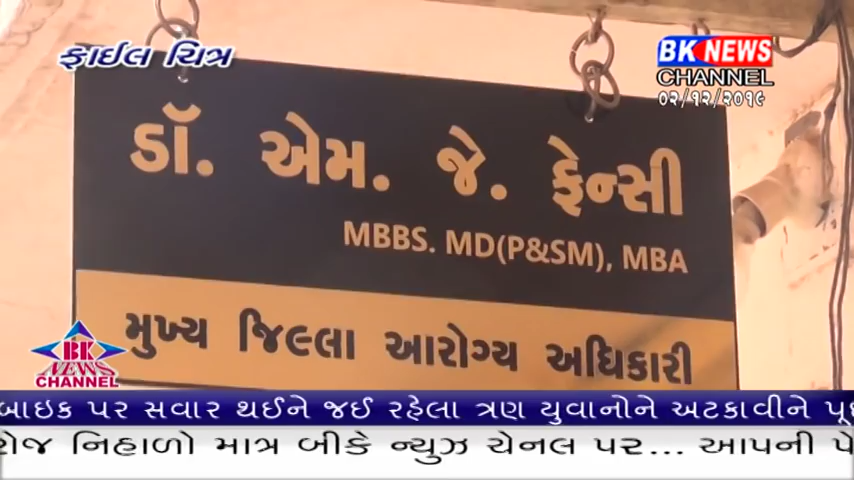 ફાઈલ ચિત્ર
BK NEWS
CHANNEL
૦૨/૧૨/૨૦૧૯
ડૉ. એમ. જે. ફેન્સી
MBBS. MD(P&SM), MBA
મુખ્ય જિલ્લા આરોગ્ય અધિકારી
BK
NEWS
CHANNEL
બાઇક પર સવાર થઈને જઈ રહેલા ત્રણ યુવાનોને અટકાવીને
રોજ નિહાળો માત્ર બીકે ન્યુઝ ચેનલ પર... આપની